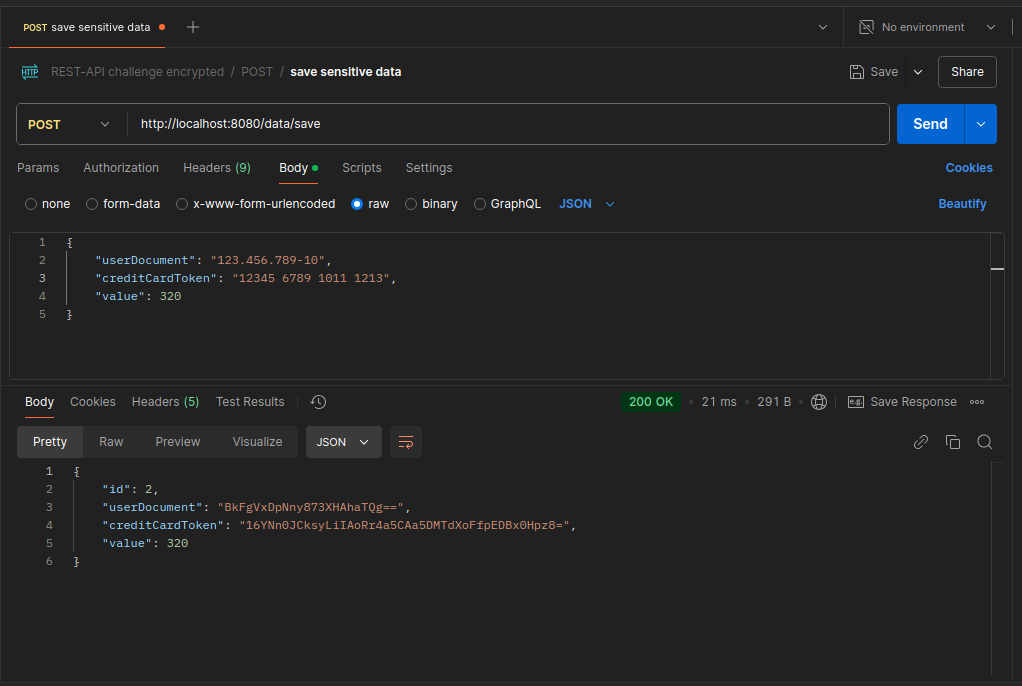 POST save sensitive data
No environment
REST-API challenge encrypted / POST / save sensitive data
Save
Share
POST
http://localhost:8080/data/save
Send
Params Authorization Headers (9) Body Scripts Settings Cookies
none form-data x-www-form-urlencoded raw binary GraphQL JSON Beautify
1 {
2 "userDocument": "123.456.789-10",
3 "creditCardToken": "12345 6789 1011 1213",
4 "value": 320
5 }
Body Cookies Headers (5) Test Results 200 OK 21 ms 291 B e.g. Save Response
Pretty Raw Preview Visualize JSON
1 {
2 "id": 2,
3 "userDocument": "BkFgVxDpNny873XHAhaTQg==",
4 "creditCardToken": "16YNn0JCksyLiIAoRr4a5CAa5DMTdXoFfpEDBx0Hpz8=",
5 "value": 320
6 }